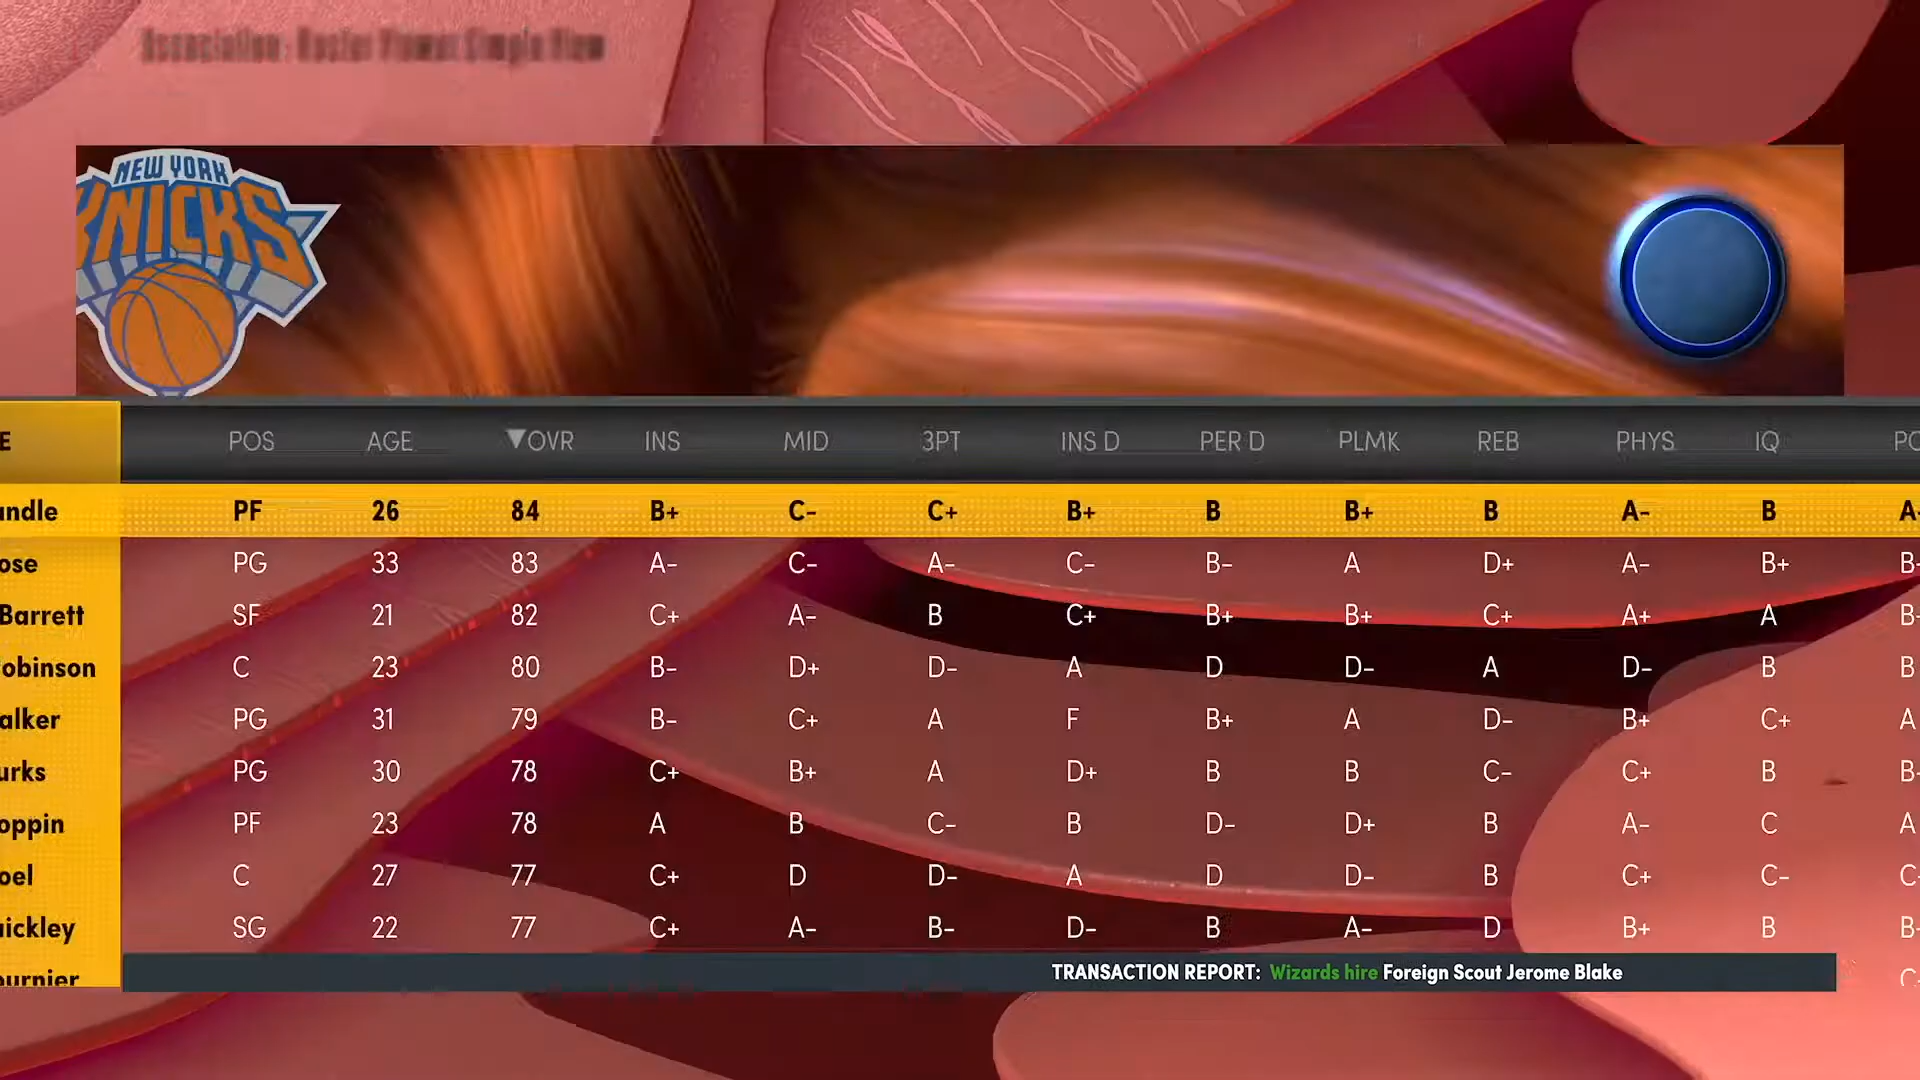 NEW YORK
KNICKS
E POS AGE ▼OVR INS MID 3PT INS D PER D PLMK REB PHYS IQ PO
andle PF 26 84 B+ C- C+ B+ B B+ B A- B A-
ose PG 33 83 A- C- A- C- B- A D+ A- B+ B-
Barrett SF 21 82 C+ A- B C+ B+ B+ C+ A+ A B-
obinson C 23 80 B- D+ D- A D D- A D- B B
alker PG 31 79 B- C+ A F B+ A D- B+ C+ A
urks PG 30 78 C+ B+ A D+ B B C- C+ B B-
oppin PF 23 78 A B C- B D- D+ B A- C A
oel C 27 77 C+ D D- A D D- B C+ C- C-
uickley SG 22 77 C+ A- B- D- B A- D B+ B B-
ournier C-
TRANSACTION REPORT: Wizards hire Foreign Scout Jerome Blake